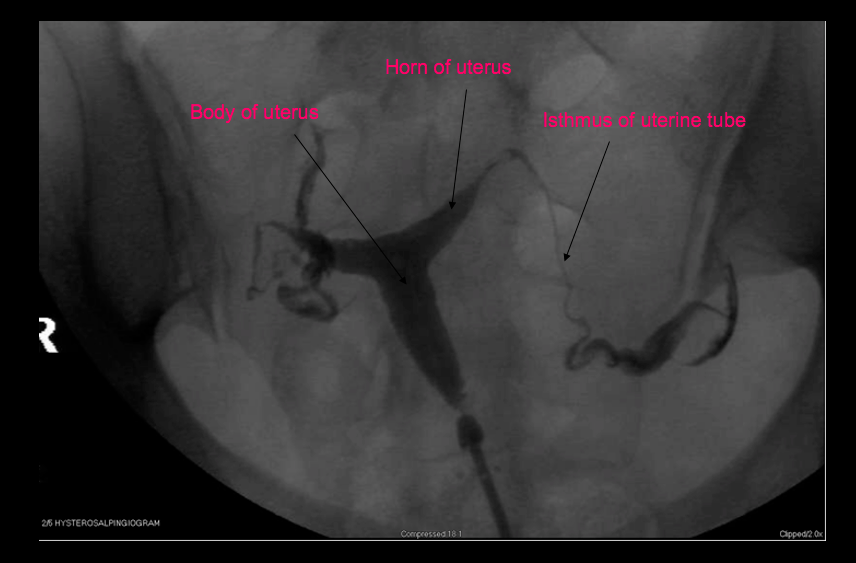 Horn of uterus
Body of uterus
Isthmus of uterine tube
R
2/5 HYSTEROSALPINGIOGRAM
Compressed 18:1
Clipped/2.0x